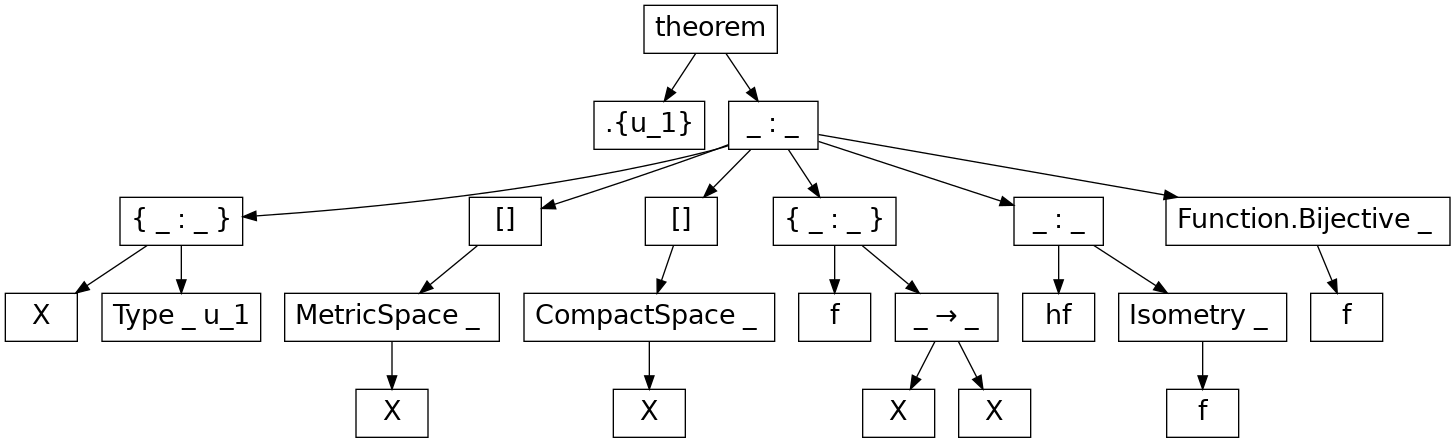 theorem
.{u_1}
_ : _
{ _ : _ }
[]
[]
{ _ : _ }
_ : _
Function.Bijective _
X
Type _ u_1
MetricSpace _
CompactSpace _
f
_ → _
hf
Isometry _
f
X
X
X
X
f